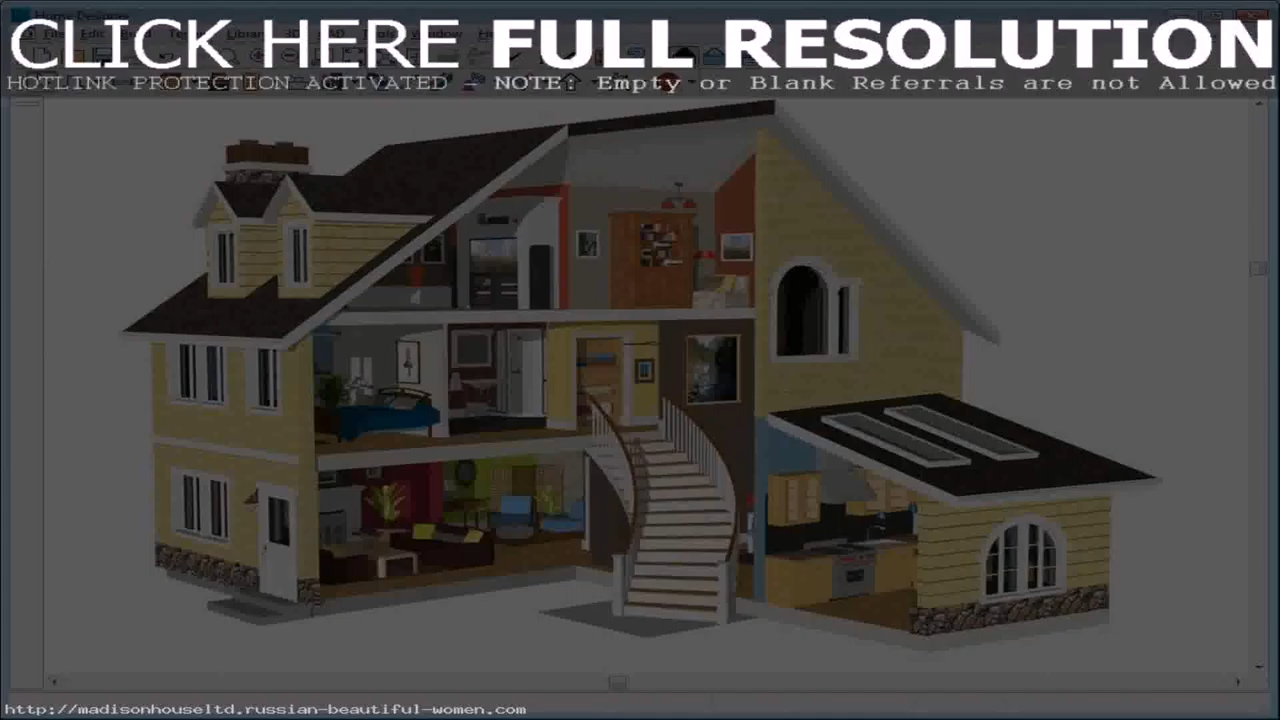 CLICK HERE FULL RESOLUTION
HOTLINK PROTECTION ACTIVATED NOTE: Empty or Blank Referrals are not Allowed
http://madisonhouseltd.russian-beautiful-women.com